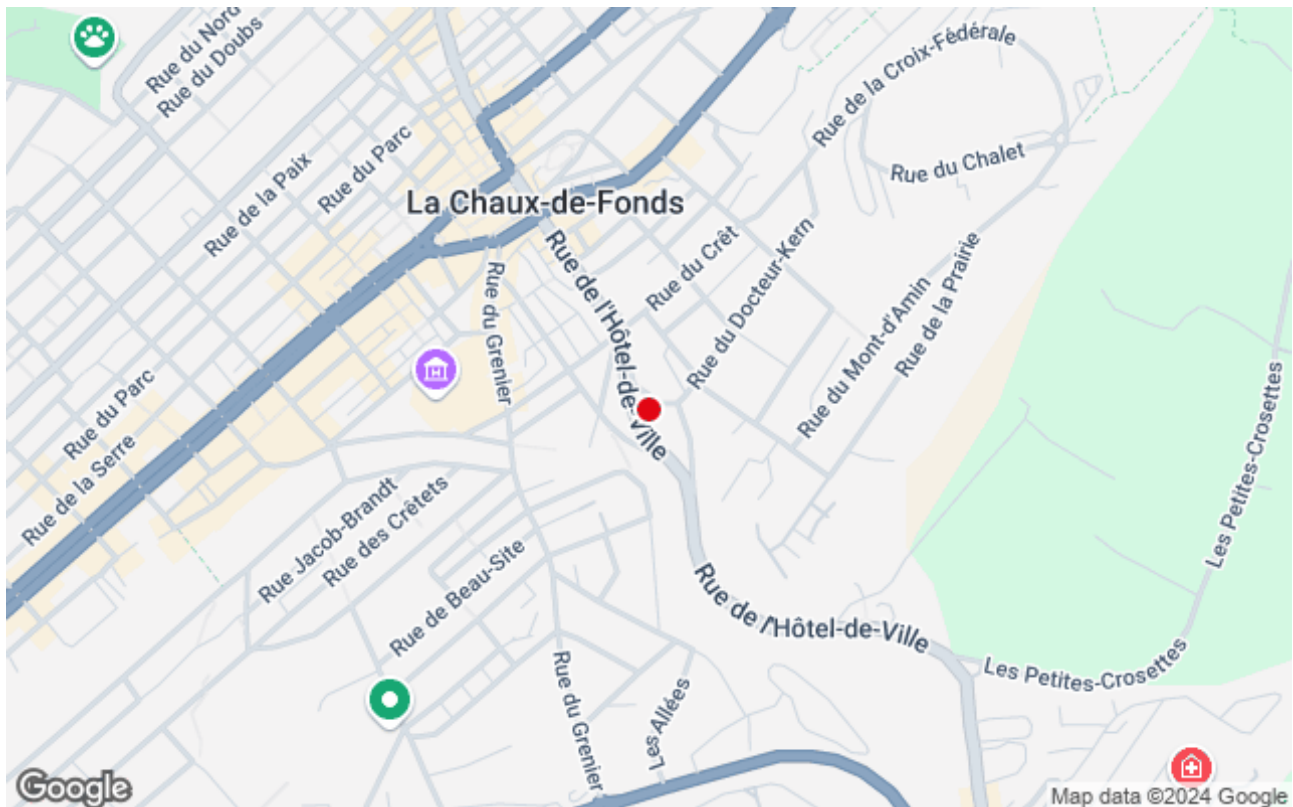 Rue du Nord
Rue du Doubs
Rue de la Croix-Fédérale
Rue du Parc
Rue de la Paix
Rue du Chalet
La Chaux-de-Fonds
Rue du Crêt
Rue du Docteur-Kern
Rue de l'Hôtel-de-Ville
Rue du Grenier
Rue du Mont-d'Amin
Rue de la Prairie
Rue du Parc
Rue de la Serre
Les Petites-Crosettes
Rue Jacob-Brandt
Rue des Crêtets
Rue de Beau-Site
Rue de l'Hôtel-de-Ville
Les Petites-Crosettes
Rue du Grenier
Les Allées
Google
Map data ©2024 Google